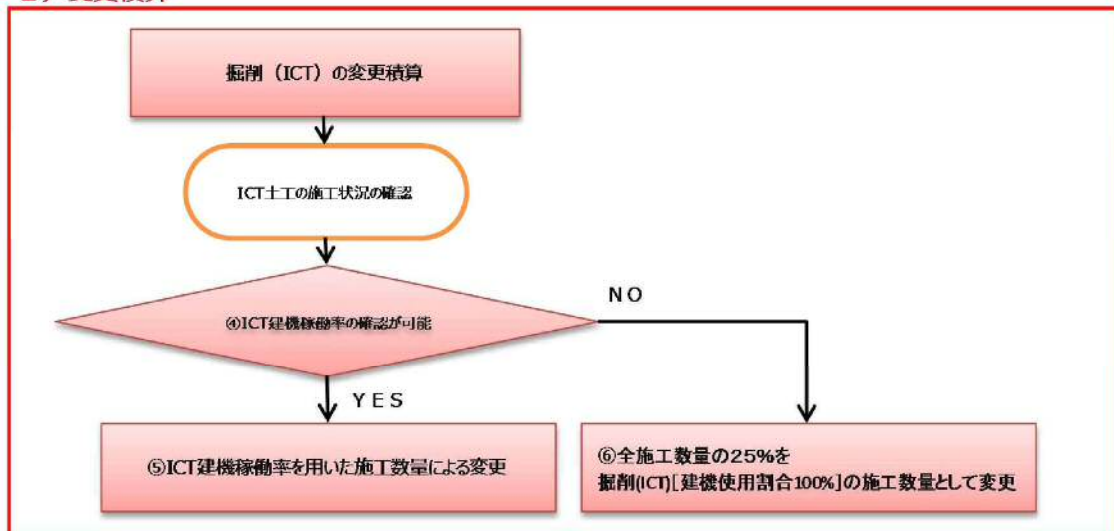 掘削（ICT）の変更積算
ICT土工の施工状況の確認
④ICT建機稼働率の確認が可能
NO
YES
⑤ICT建機稼働率を用いた施工数量による変更
⑥全施工数量の25%を
掘削(ICT)[建機使用割合100%]の施工数量として変更